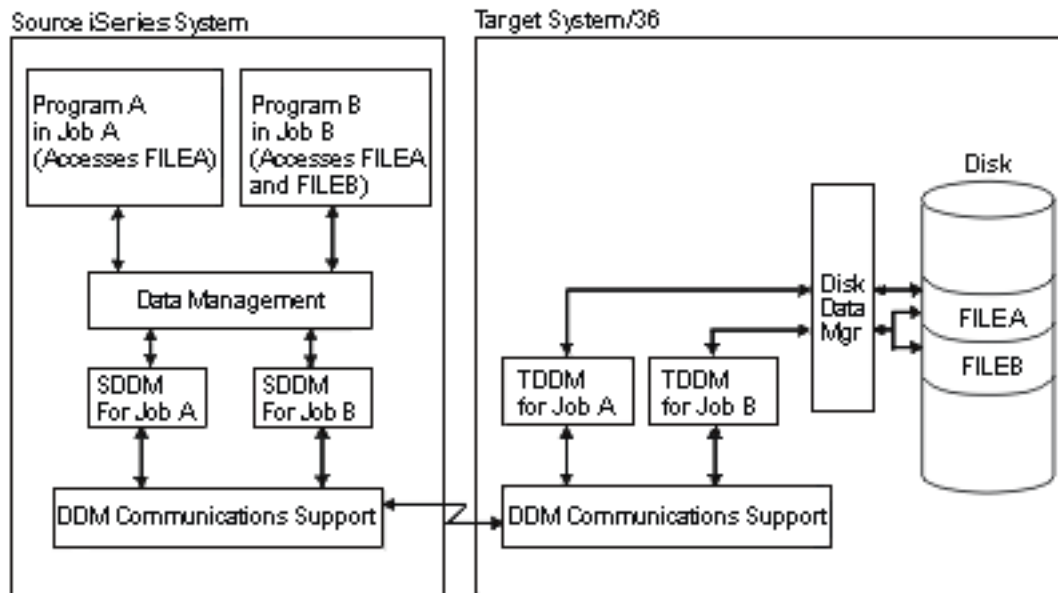 Source iSeries System
Target System/36
Program A
in Job A
(Accesses FILEA)
Program B
in Job B
(Accesses FILEA
and FILEB)
Data Management
SDDM
For Job A
SDDM
For Job B
DDM Communications Support
TDDM
for Job A
TDDM
for Job B
DDM Communications Support
Disk
Data
Mgr
Disk
FILEA
FILEB